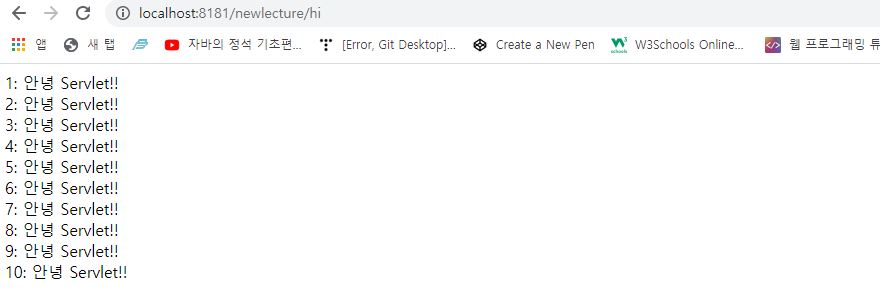 localhost:8181/newlecture/hi
앱 새 탭 자바의 정석 기초편... [Error, Git Desktop]... Create a New Pen W3Schools Online... 웹 프로그래밍 튜
1: 안녕 Servlet!!
2: 안녕 Servlet!!
3: 안녕 Servlet!!
4: 안녕 Servlet!!
5: 안녕 Servlet!!
6: 안녕 Servlet!!
7: 안녕 Servlet!!
8: 안녕 Servlet!!
9: 안녕 Servlet!!
10: 안녕 Servlet!!